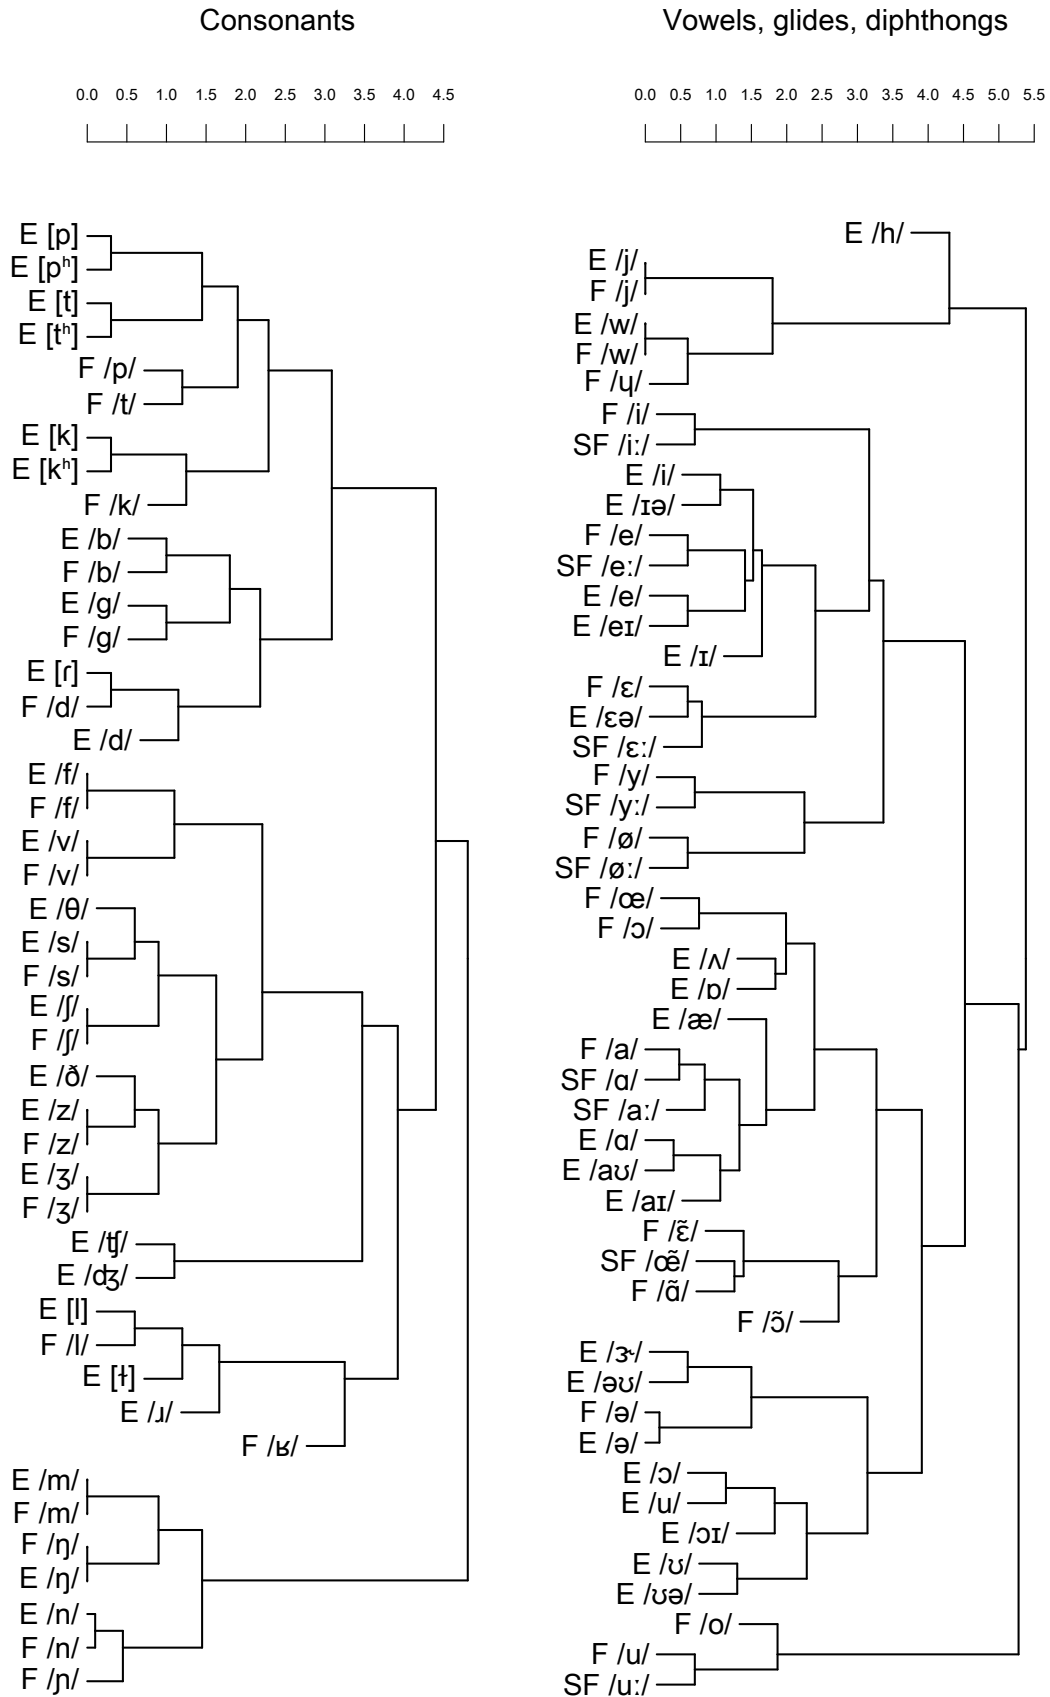 Consonants
0.0 0.5 1.0 1.5 2.0 2.5 3.0 3.5 4.0 4.5
E [p]
E [pʰ]
E [t]
E [tʰ]
F /p/
F /t/
E [k]
E [kʰ]
F /k/
E /b/
F /b/
E /g/
F /g/
E [ɾ]
F /d/
E /d/
E /f/
F /f/
E /v/
F /v/
E /θ/
E /s/
F /s/
E /ʃ/
F /ʃ/
E /ð/
E /z/
F /z/
E /ʒ/
F /ʒ/
E /ʧ/
E /ʤ/
E [l]
F /l/
E [ɫ]
E /ɹ/
F /ʁ/
E /m/
F /m/
F /ŋ/
E /ŋ/
E /n/
F /n/
F /ɲ/
Vowels, glides, diphthongs
0.0 0.5 1.0 1.5 2.0 2.5 3.0 3.5 4.0 4.5 5.0 5.5
E /h/
E /j/
F /j/
E /w/
F /w/
F /ɥ/
F /i/
SF /iː/
E /i/
E /ɪə/
F /e/
SF /eː/
E /e/
E /eɪ/
E /ɪ/
F /ɛ/
E /ɛə/
SF /ɛː/
F /y/
SF /yː/
F /ø/
SF /øː/
F /œ/
F /ɔ/
E /ʌ/
E /ɒ/
E /æ/
F /a/
SF /ɑ/
SF /aː/
E /ɑ/
E /aʊ/
E /aɪ/
F /ɛ̃/
SF /œ̃/
F /ɑ̃/
F /ɔ̃/
E /ɝ/
E /əʊ/
F /ə/
E /ə/
E /ɔ/
E /u/
E /ɔɪ/
E /ʊ/
E /ʊə/
F /o/
F /u/
SF /uː/